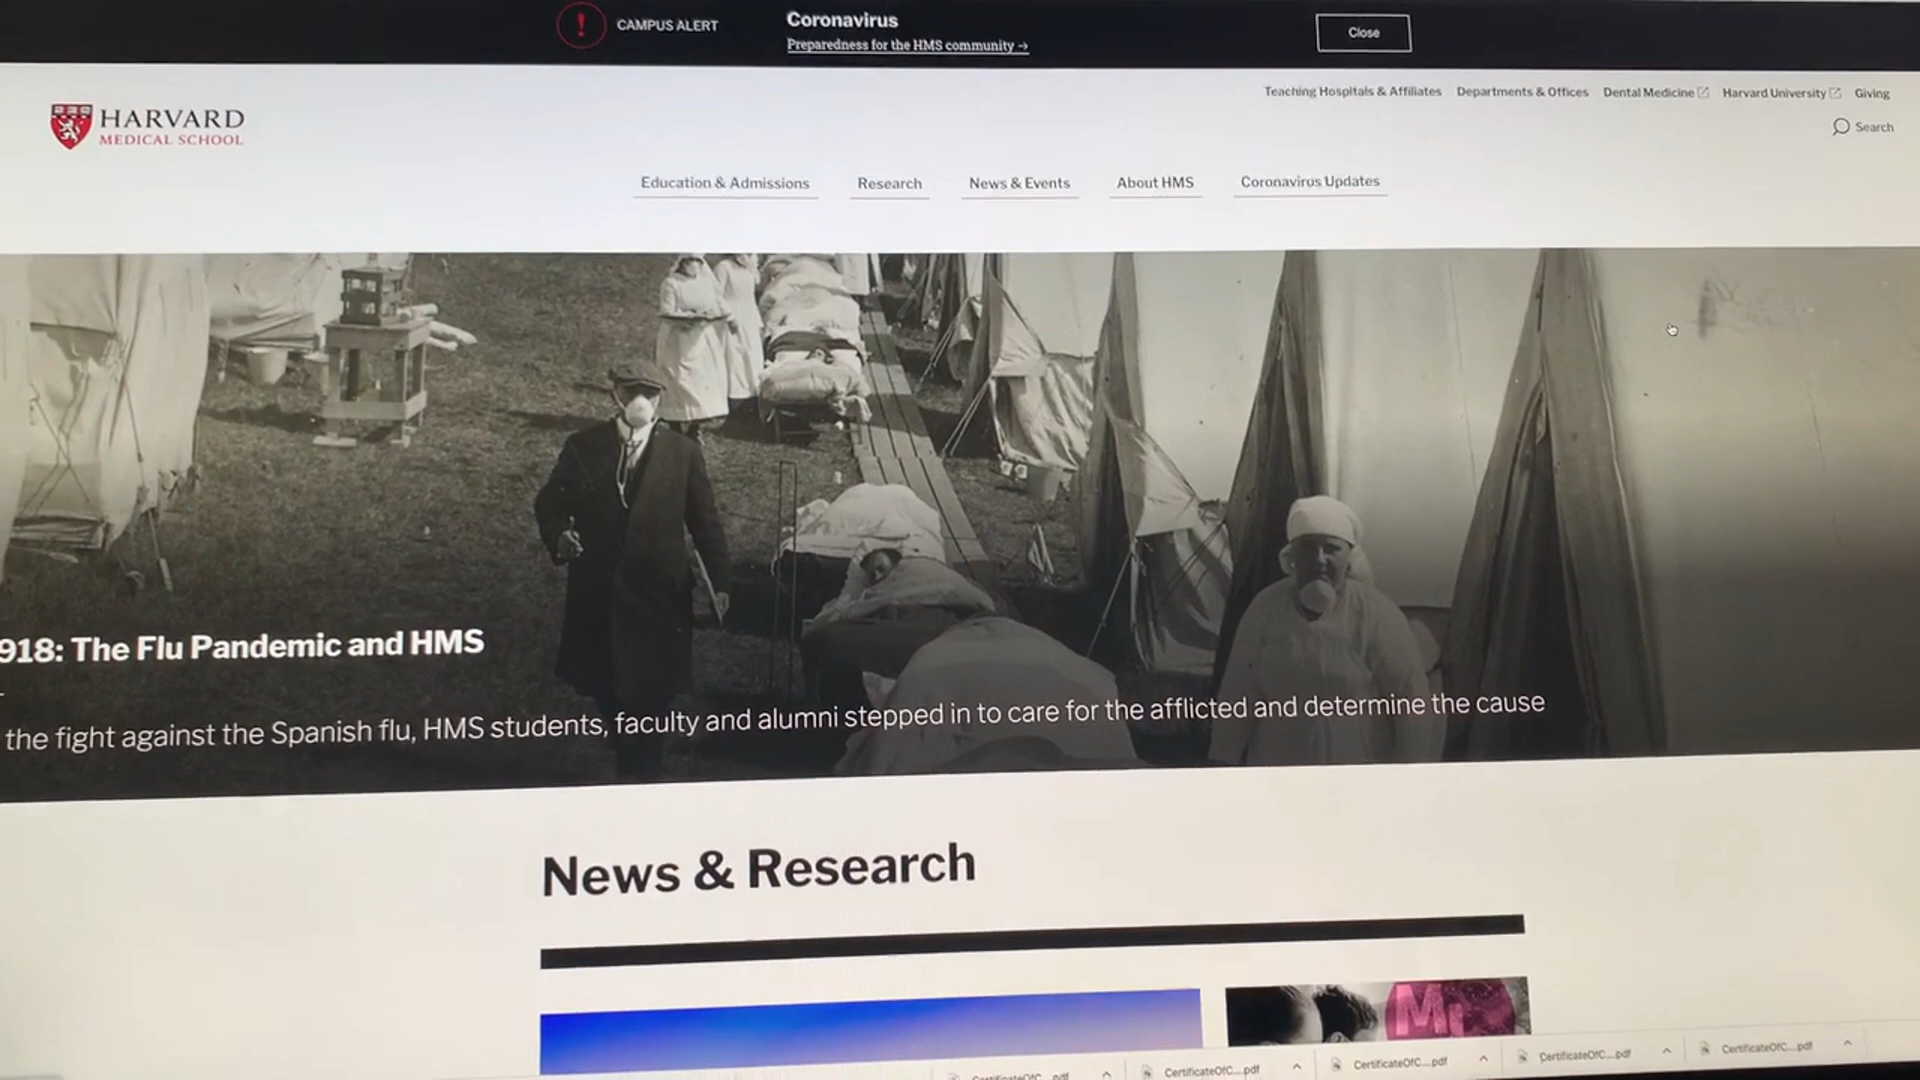 CAMPUS ALERT
Coronavirus
Preparedness for the HMS community →
Close
Teaching Hospitals & Affiliates Departments & Offices Dental Medicine Harvard University Giving
Search
HARVARD
MEDICAL SCHOOL
Education & Admissions Research News & Events About HMS Coronavirus Updates
918: The Flu Pandemic and HMS
the fight against the Spanish flu, HMS students, faculty and alumni stepped in to care for the afflicted and determine the cause
News & Research
CertificateOfC....pdf CertificateOfC....pdf CertificateOfC....pdf CertificateOfC....pdf CertificateOfC....pdf